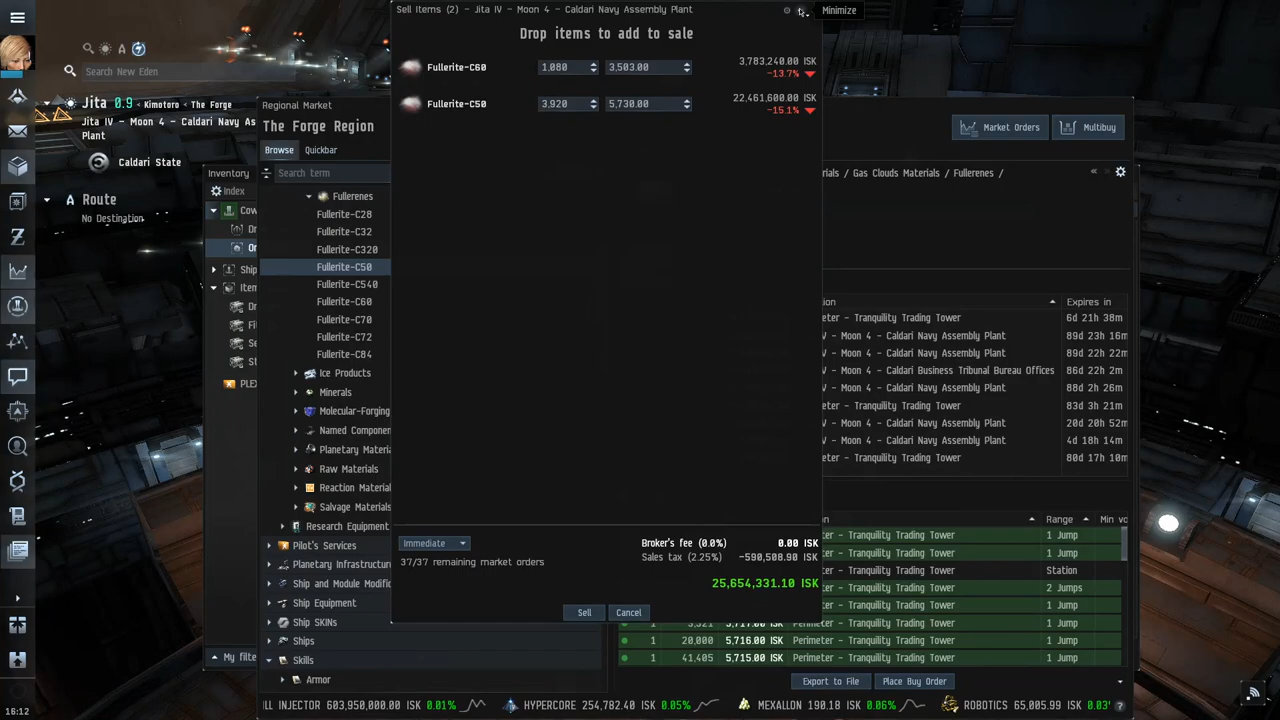 Sell Items (2) – Jita IV – Moon 4 – Caldari Navy Assembly Plant
Minimize
Drop items to add to sale
Fullerite-C60 1,080 3,503.00 3,783,240.00 ISK
-13.7%
Fullerite-C50 3,920 5,730.00 22,461,600.00 ISK
-15.1%
A
Search New Eden
Jita 0.9 < Kimotoro < The Forge
Jita IV – Moon 4 – Caldari Navy As
Plant
Caldari State
A Route
No Destination
Regional Market
The Forge Region
Market Orders
Multibuy
Browse Quickbar
Inventory
Search term
Index
/ Gas Clouds Materials / Fullerenes /
Fullerenes
Fullerite-C28
Fullerite-C32
Fullerite-C320
Fullerite-C50
Fullerite-C540
Fullerite-C60
Fullerite-C70
Fullerite-C72
Fullerite-C84
Ice Products
Minerals
Molecular-Forging
Named Componen
Planetary Materia
Raw Materials
Reaction Material
Salvage Materials
Research Equipment
Pilot's Services
Planetary Infrastructure
Ship and Module Modific
Ship Equipment
Ship SKINs
Ships
Skills
Armor
PLEX
My filte
Expires in
eter – Tranquility Trading Tower 6d 21h 38m
V – Moon 4 – Caldari Navy Assembly Plant 89d 23h 16m
V – Moon 4 – Caldari Navy Assembly Plant 89d 22h 22m
V – Moon 4 – Caldari Business Tribunal Bureau Offices 86d 22h 2m
V – Moon 4 – Caldari Navy Assembly Plant 88d 2h 26m
eter – Tranquility Trading Tower 83d 3h 21m
V – Moon 4 – Caldari Navy Assembly Plant 20d 20h 52m
V – Moon 4 – Caldari Navy Assembly Plant 4d 18h 14m
eter – Tranquility Trading Tower 80d 17h 10m
Range Min vo
eter – Tranquility Trading Tower 1 Jump
eter – Tranquility Trading Tower 1 Jump
eter – Tranquility Trading Tower Station
eter – Tranquility Trading Tower 2 Jumps
eter – Tranquility Trading Tower 1 Jump
Immediate
37/37 remaining market orders
Broker's fee (0.0%) 0.00 ISK
Sales tax (2.25%) -590,508.90 ISK
25,654,331.10 ISK
Sell Cancel
1 3,321 5,717.00 ISK Perimeter – Tranquility Trading Tower 1 Jump
1 20,000 5,716.00 ISK Perimeter – Tranquility Trading Tower 1 Jump
1 41,405 5,715.00 ISK Perimeter – Tranquility Trading Tower 1 Jump
Export to File Place Buy Order
16:12
ILL INJECTOR 603,950,000.00 ISK 0.01% HYPERCORE 254,782.40 ISK 0.05% MEXALLON 190.18 ISK 0.06% ROBOTICS 65,005.99 ISK 0.03%